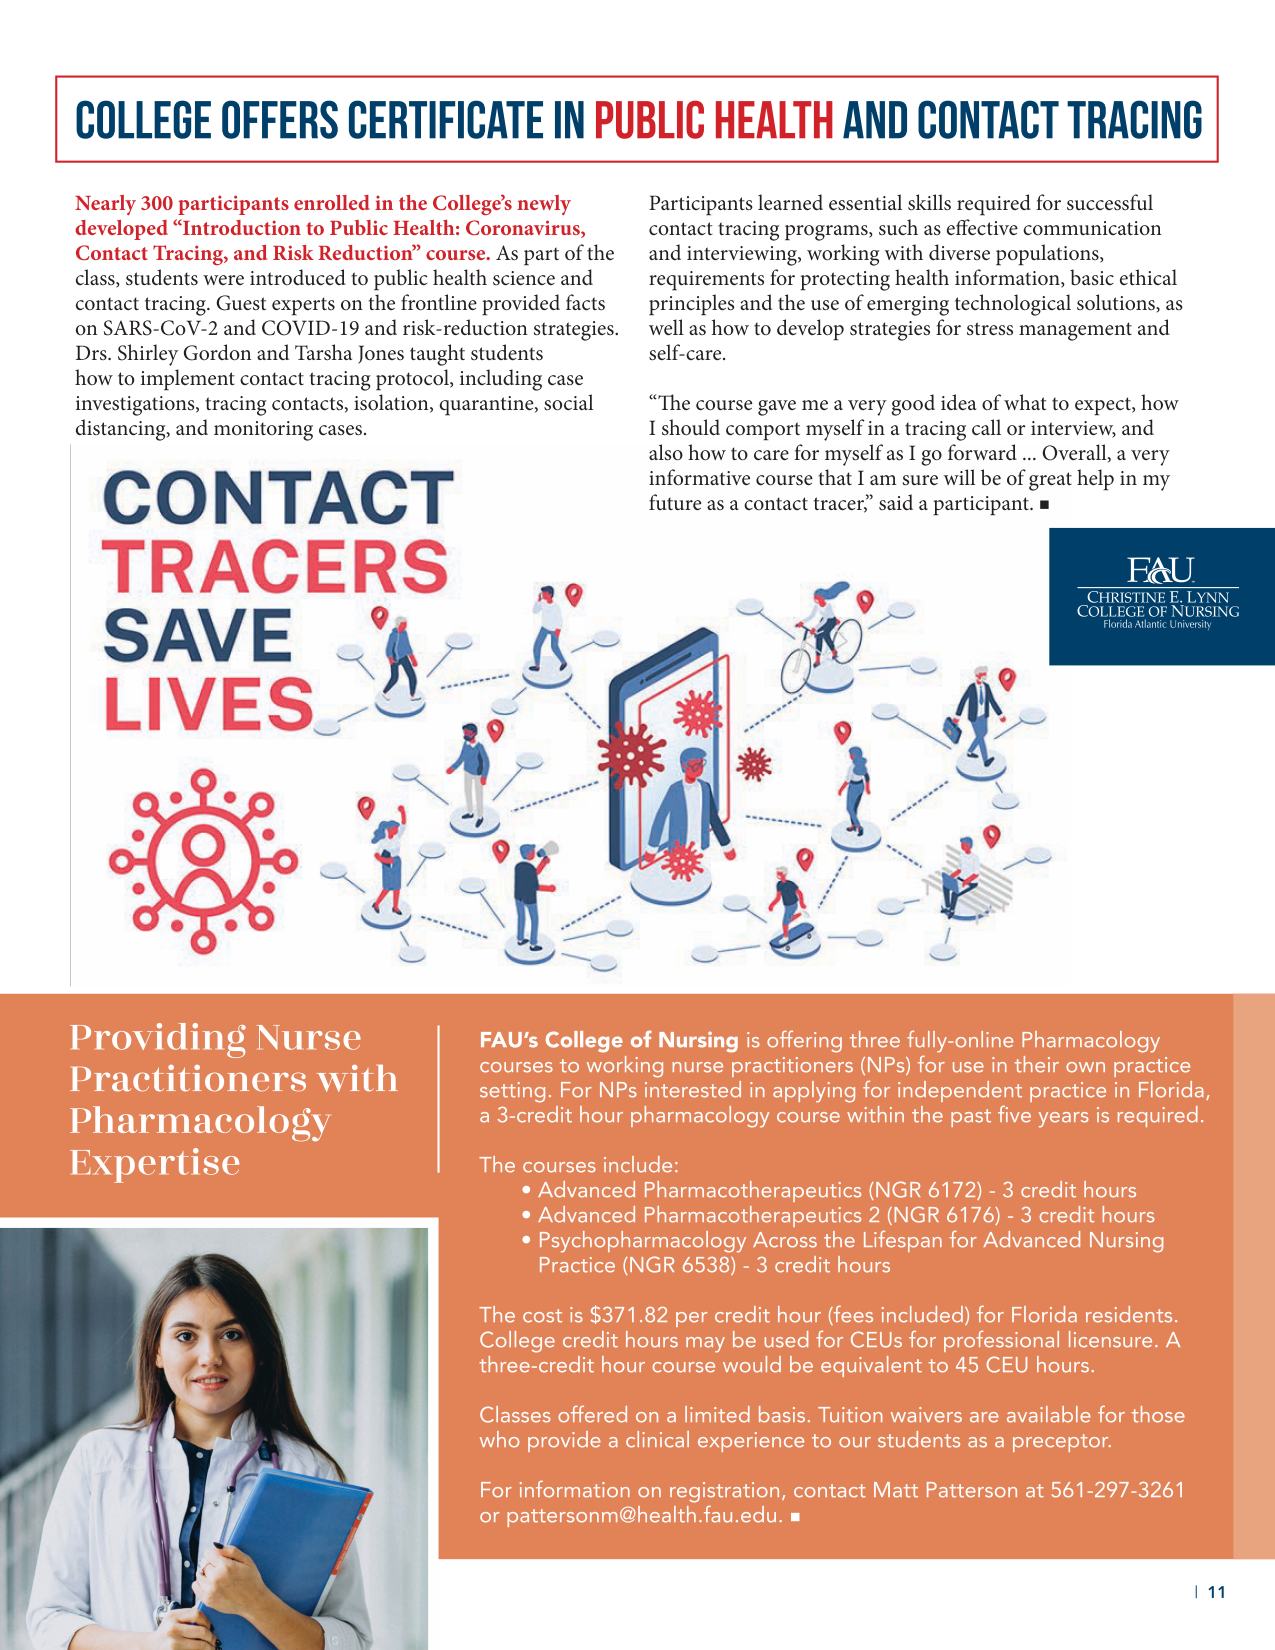 COLLEGE OFFERS CERTIFICATE IN PUBLIC HEALTH AND CONTACT TRACING
Nearly 300 participants enrolled in the College’s newly
developed “Introduction to Public Health: Coronavirus,
Contact Tracing, and Risk Reduction” course. As part of the
class, students were introduced to public health science and
contact tracing. Guest experts on the frontline provided facts
on SARS-CoV-2 and COVID-19 and risk-reduction strategies.
Drs. Shirley Gordon and Tarsha Jones taught students
how to implement contact tracing protocol, including case
investigations, tracing contacts, isolation, quarantine, social
distancing, and monitoring cases.
Participants learned essential skills required for successful
contact tracing programs, such as effective communication
and interviewing, working with diverse populations,
requirements for protecting health information, basic ethical
principles and the use of emerging technological solutions, as
well as how to develop strategies for stress management and
self-care.
“The course gave me a very good idea of what to expect, how
I should comport myself in a tracing call or interview, and
also how to care for myself as I go forward ... Overall, a very
informative course that I am sure will be of great help in my
future as a contact tracer,” said a participant. ■
CONTACT
TRACERS
SAVE
LIVES
FAU
CHRISTINE E. LYNN
COLLEGE OF NURSING
Florida Atlantic University
Providing Nurse
Practitioners with
Pharmacology
Expertise
FAU’s College of Nursing is offering three fully-online Pharmacology
courses to working nurse practitioners (NPs) for use in their own practice
setting. For NPs interested in applying for independent practice in Florida,
a 3-credit hour pharmacology course within the past five years is required.
The courses include:
• Advanced Pharmacotherapeutics (NGR 6172) - 3 credit hours
• Advanced Pharmacotherapeutics 2 (NGR 6176) - 3 credit hours
• Psychopharmacology Across the Lifespan for Advanced Nursing
Practice (NGR 6538) - 3 credit hours
The cost is $371.82 per credit hour (fees included) for Florida residents.
College credit hours may be used for CEUs for professional licensure. A
three-credit hour course would be equivalent to 45 CEU hours.
Classes offered on a limited basis. Tuition waivers are available for those
who provide a clinical experience to our students as a preceptor.
For information on registration, contact Matt Patterson at 561-297-3261
or pattersonm@health.fau.edu. ■
| 11